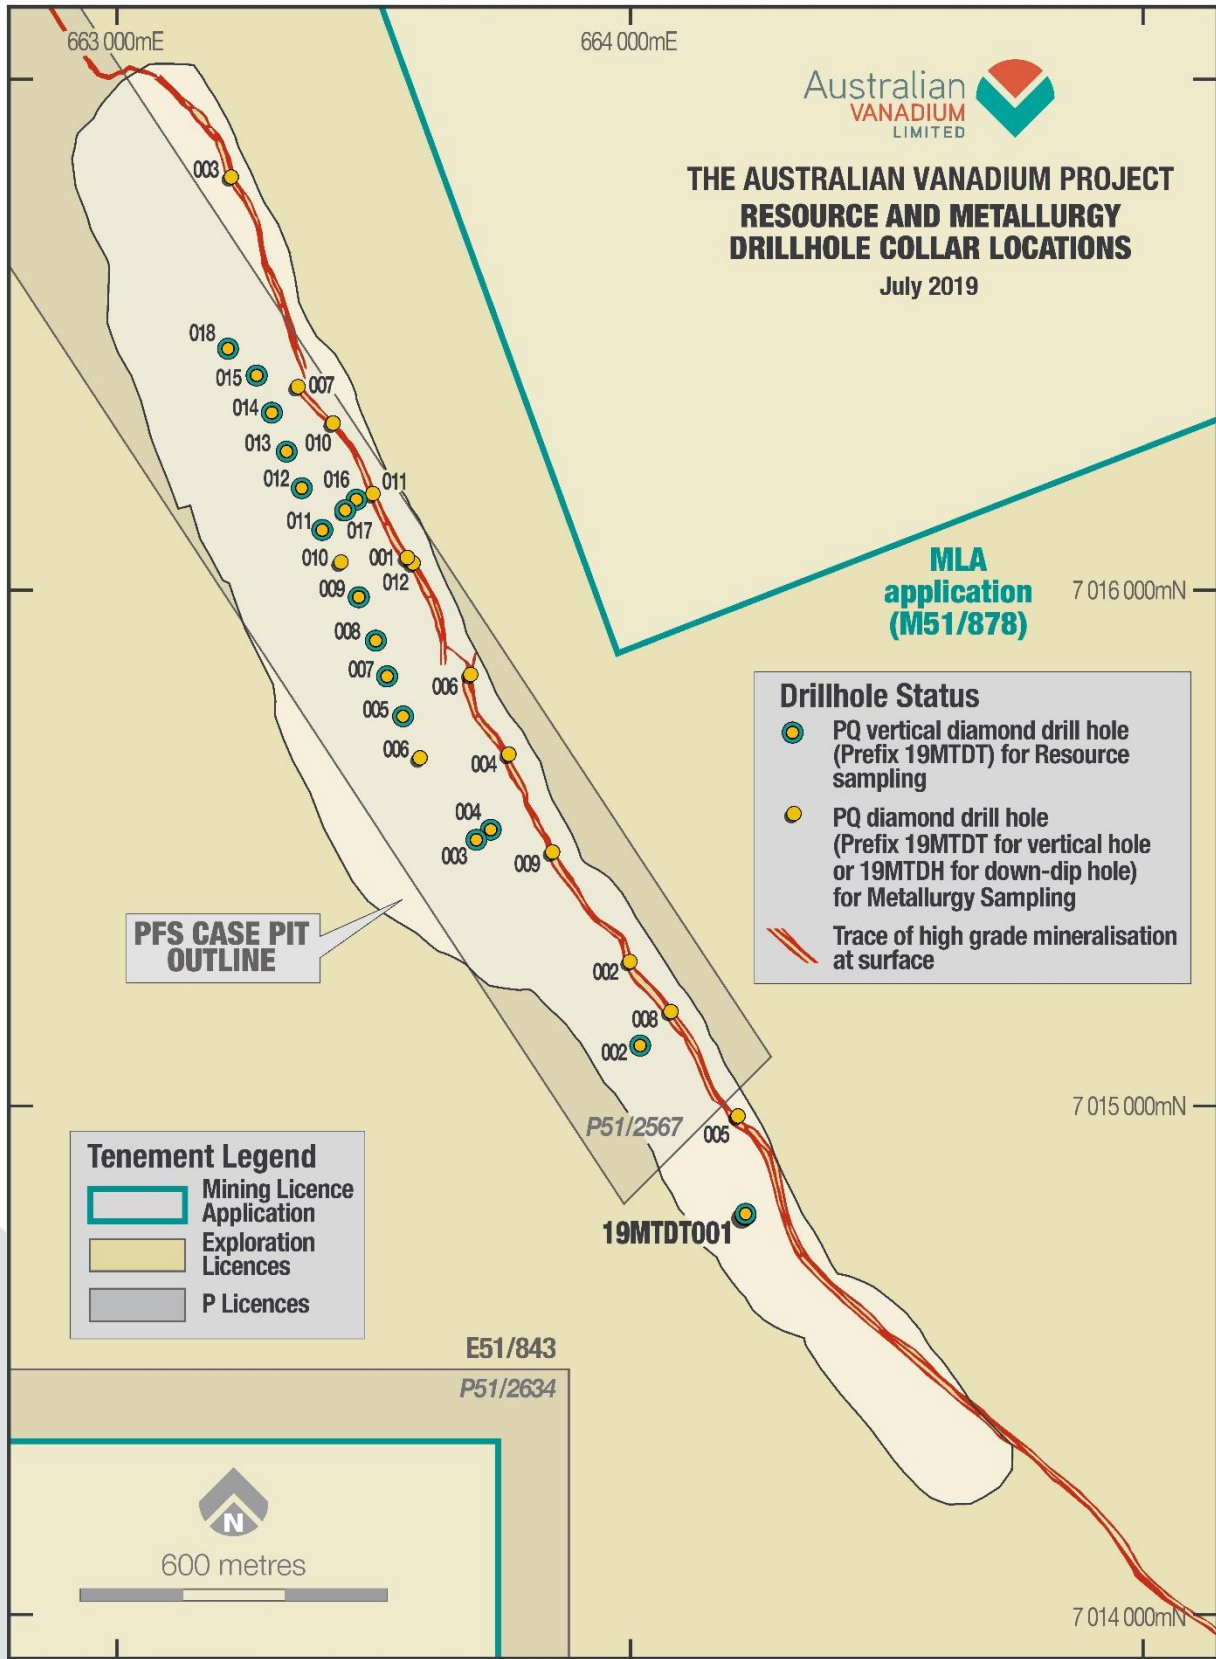 663 000mE
664 000mE
Australian
VANADIUM
LIMITED
THE AUSTRALIAN VANADIUM PROJECT
RESOURCE AND METALLURGY
DRILLHOLE COLLAR LOCATIONS
July 2019
003
018
015
007
014
010
013
012
016
011
011
017
010
001
009
012
008
007
006
005
006
004
004
003
009
002
008
002
005
19MTDT001
MLA
application
(M51/878)
7 016 000mN
Drillhole Status
PQ vertical diamond drill hole
(Prefix 19MTDT) for Resource
sampling
PQ diamond drill hole
(Prefix 19MTDT for vertical hole
or 19MTDH for down-dip hole)
for Metallurgy Sampling
Trace of high grade mineralisation
at surface
PFS CASE PIT
OUTLINE
7 015 000mN
P51/2567
Tenement Legend
Mining Licence
Application
Exploration
Licences
P Licences
E51/843
P51/2634
N
600 metres
7 014 000mN